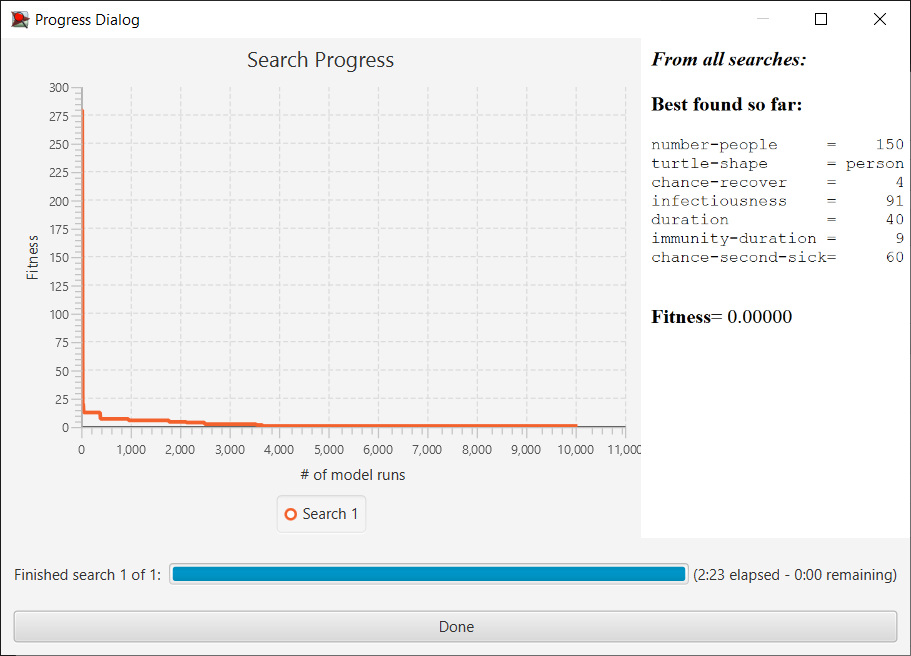 Progress Dialog
Search Progress
300
275
250
225
200
175
150
125
100
75
50
25
0
Fitness
0 1,000 2,000 3,000 4,000 5,000 6,000 7,000 8,000 9,000 10,000 11,000
# of model runs
Search 1
From all searches:
Best found so far:
number-people = 150
turtle-shape = person
chance-recover = 4
infectiousness = 91
duration = 40
immunity-duration = 9
chance-second-sick= 60
Fitness= 0.00000
Finished search 1 of 1: (2:23 elapsed - 0:00 remaining)
Done